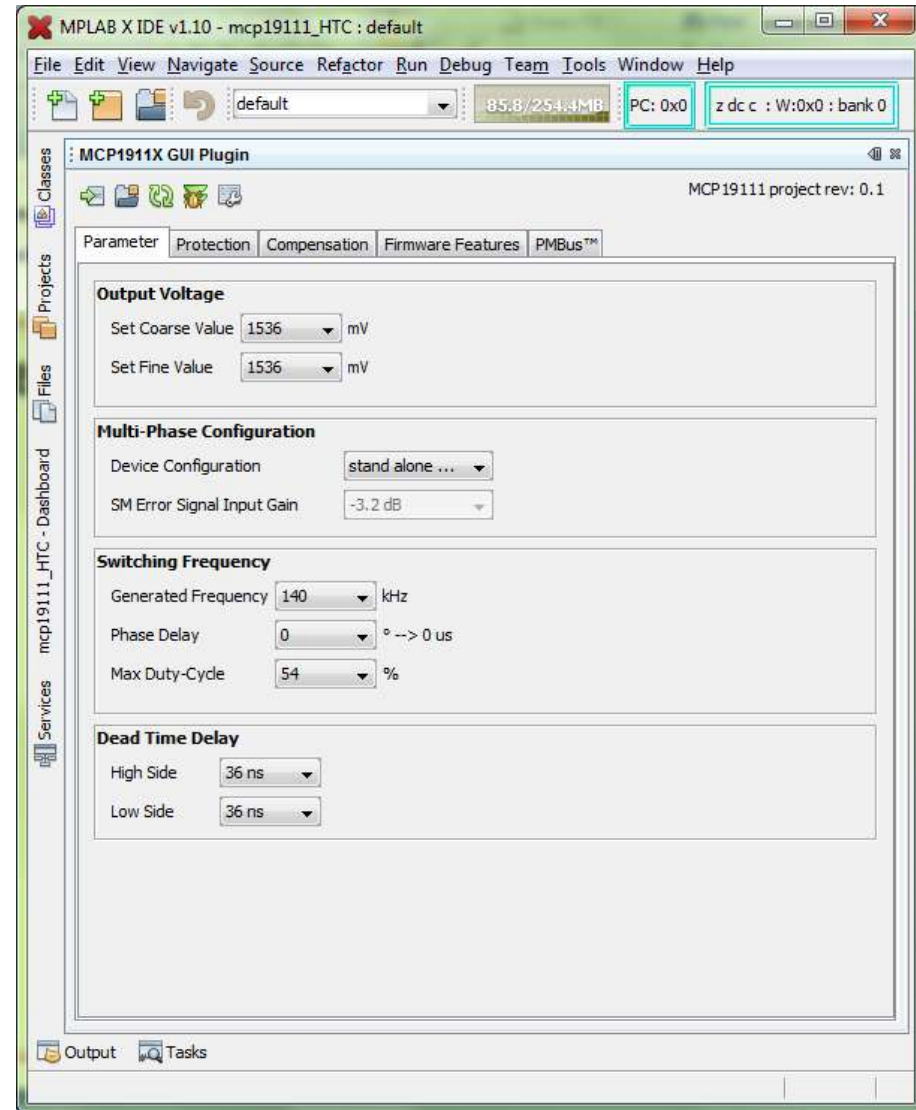 MPLAB X IDE v1.10 - mcp19111_HTC : default
File Edit View Navigate Source Refactor Run Debug Team Tools Window Help
default 85.8/254.4MB PC: 0x0 z dc c : W:0x0 : bank 0
Classes
Projects
Files
mcp19111_HTC - Dashboard
Services
MCP1911X GUI Plugin
MCP19111 project rev: 0.1
Parameter Protection Compensation Firmware Features PMBus™
Output Voltage
Set Coarse Value 1536 mV
Set Fine Value 1536 mV
Multi-Phase Configuration
Device Configuration stand alone ...
SM Error Signal Input Gain -3.2 dB
Switching Frequency
Generated Frequency 140 kHz
Phase Delay 0 ° --> 0 us
Max Duty-Cycle 54 %
Dead Time Delay
High Side 36 ns
Low Side 36 ns
Output Tasks